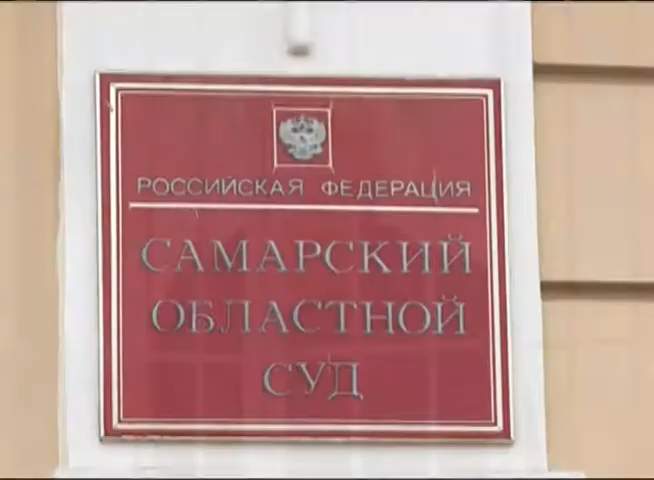 РОССИЙСКАЯ ФЕДЕРАЦИЯ
САМАРСКИЙ
ОБЛАСТНОЙ
СУД